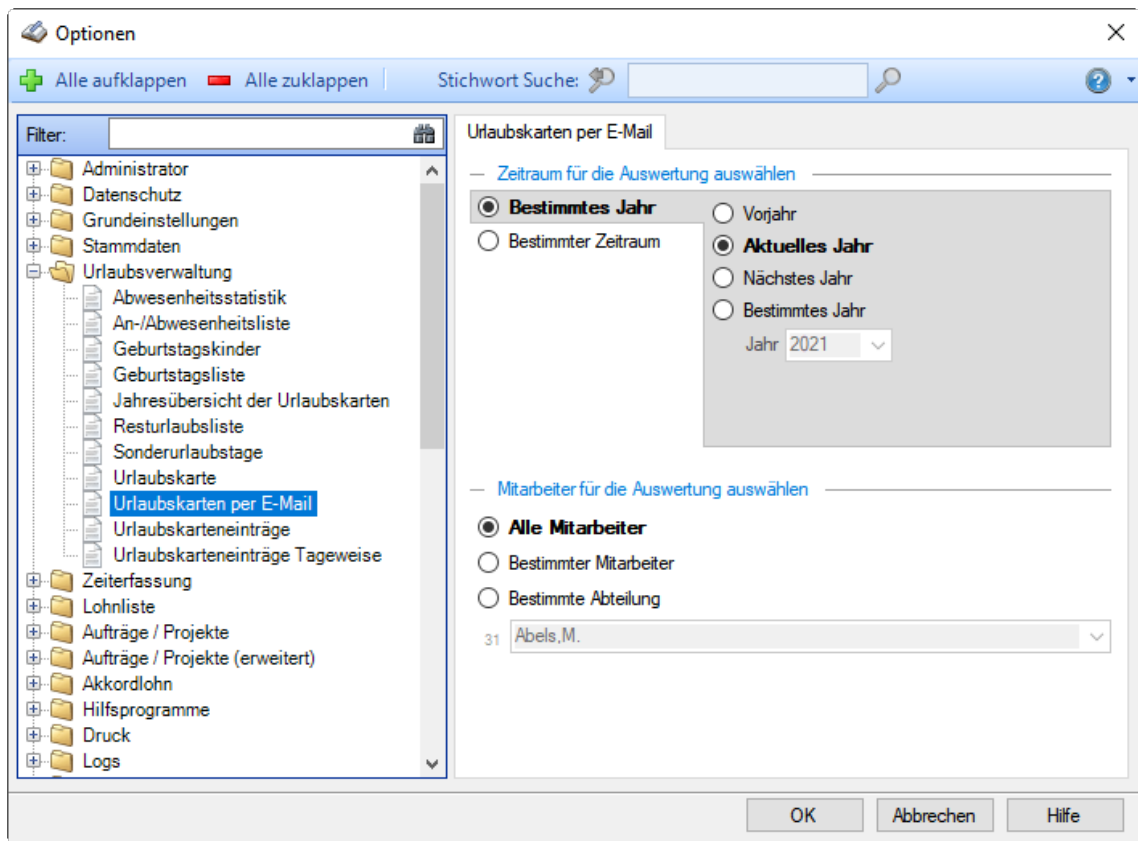 Optionen
Alle aufklappen
Alle zuklappen
Stichwort Suche:
Filter:
Administrator
Datenschutz
Grundeinstellungen
Stammdaten
Urlaubsverwaltung
Abwesenheitsstatistik
An-/Abwesenheitsliste
Geburtstagskinder
Geburtstagsliste
Jahresübersicht der Urlaubskarten
Resturlaubsliste
Sonderurlaubstage
Urlaubskarte
Urlaubskarten per E-Mail
Urlaubskarteneinträge
Urlaubskarteneinträge Tageweise
Zeiterfassung
Lohnliste
Aufträge / Projekte
Aufträge / Projekte (erweitert)
Akkordlohn
Hilfsprogramme
Druck
Logs
Urlaubskarten per E-Mail
Zeitraum für die Auswertung auswählen
Bestimmtes Jahr
Bestimmter Zeitraum
Vorjahr
Aktuelles Jahr
Nächstes Jahr
Bestimmtes Jahr
Jahr 2021
Mitarbeiter für die Auswertung auswählen
Alle Mitarbeiter
Bestimmter Mitarbeiter
Bestimmte Abteilung
31 Abels,M.
OK
Abbrechen
Hilfe